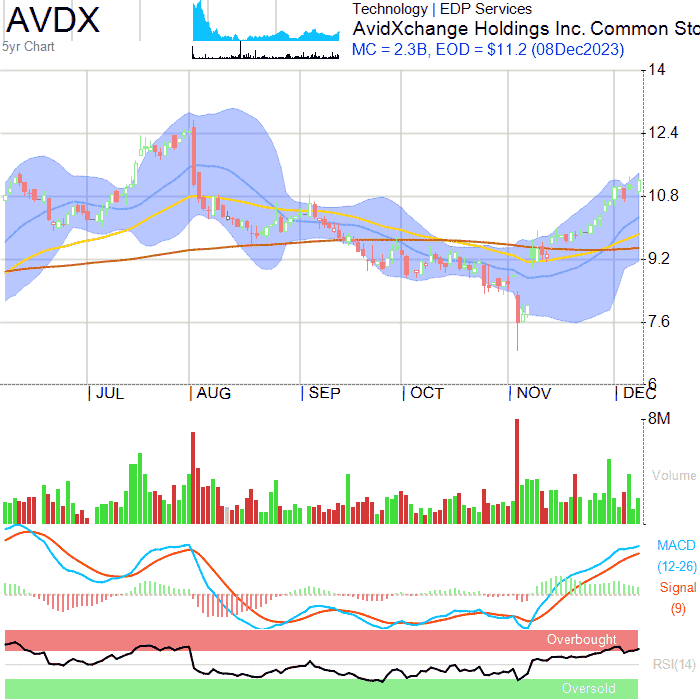 AVDX
5yr Chart
Technology | EDP Services
AvidXchange Holdings Inc. Common Sto
MC = 2.3B, EOD = $11.2 (08Dec2023)
14
12.4
10.8
9.2
7.6
6
JUL
AUG
SEP
OCT
NOV
DEC
8M
Volume
MACD
(12-26)
Signal
(9)
Overbought
RSI(14)
Oversold